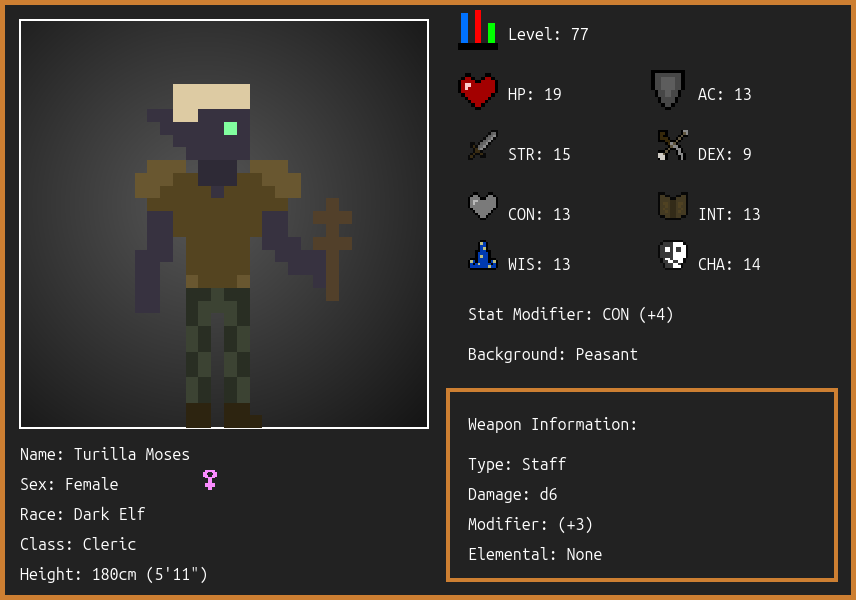 Level: 77
HP: 19
AC: 13
STR: 15
DEX: 9
CON: 13
INT: 13
WIS: 13
CHA: 14
Stat Modifier: CON (+4)
Background: Peasant
Weapon Information:
Type: Staff
Damage: d6
Modifier: (+3)
Elemental: None
Name: Turilla Moses
Sex: Female
Race: Dark Elf
Class: Cleric
Height: 180cm (5'11")